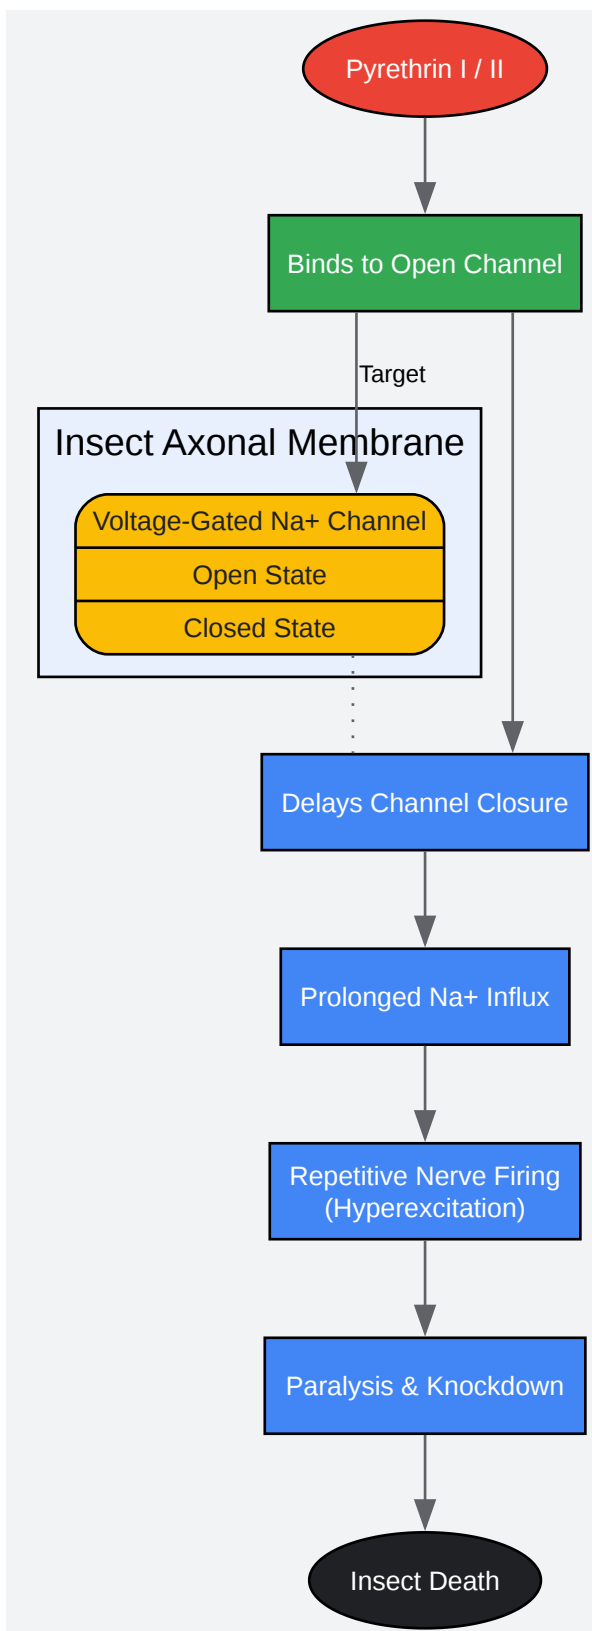 Pyrethrin I / II
Binds to Open Channel
Target
Insect Axonal Membrane
Voltage-Gated Na+ Channel
Open State
Closed State
Delays Channel Closure
Prolonged Na+ Influx
Repetitive Nerve Firing
(Hyperexcitation)
Paralysis & Knockdown
Insect Death